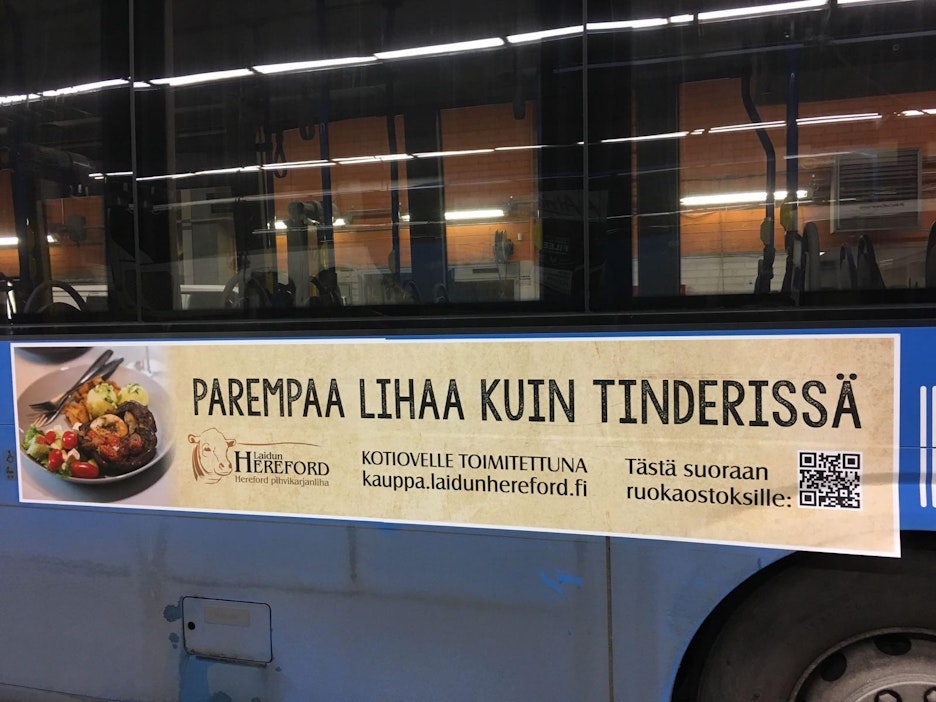 PAREMPAA LIHAA KUIN TINDERISSÄ
Laidun
HEREFORD
Hereford pihvikarjanliha
KOTIOVELLE TOIMITETTUNA
kauppa.laidunhereford.fi
Tästä suoraan
ruokaostoksille: